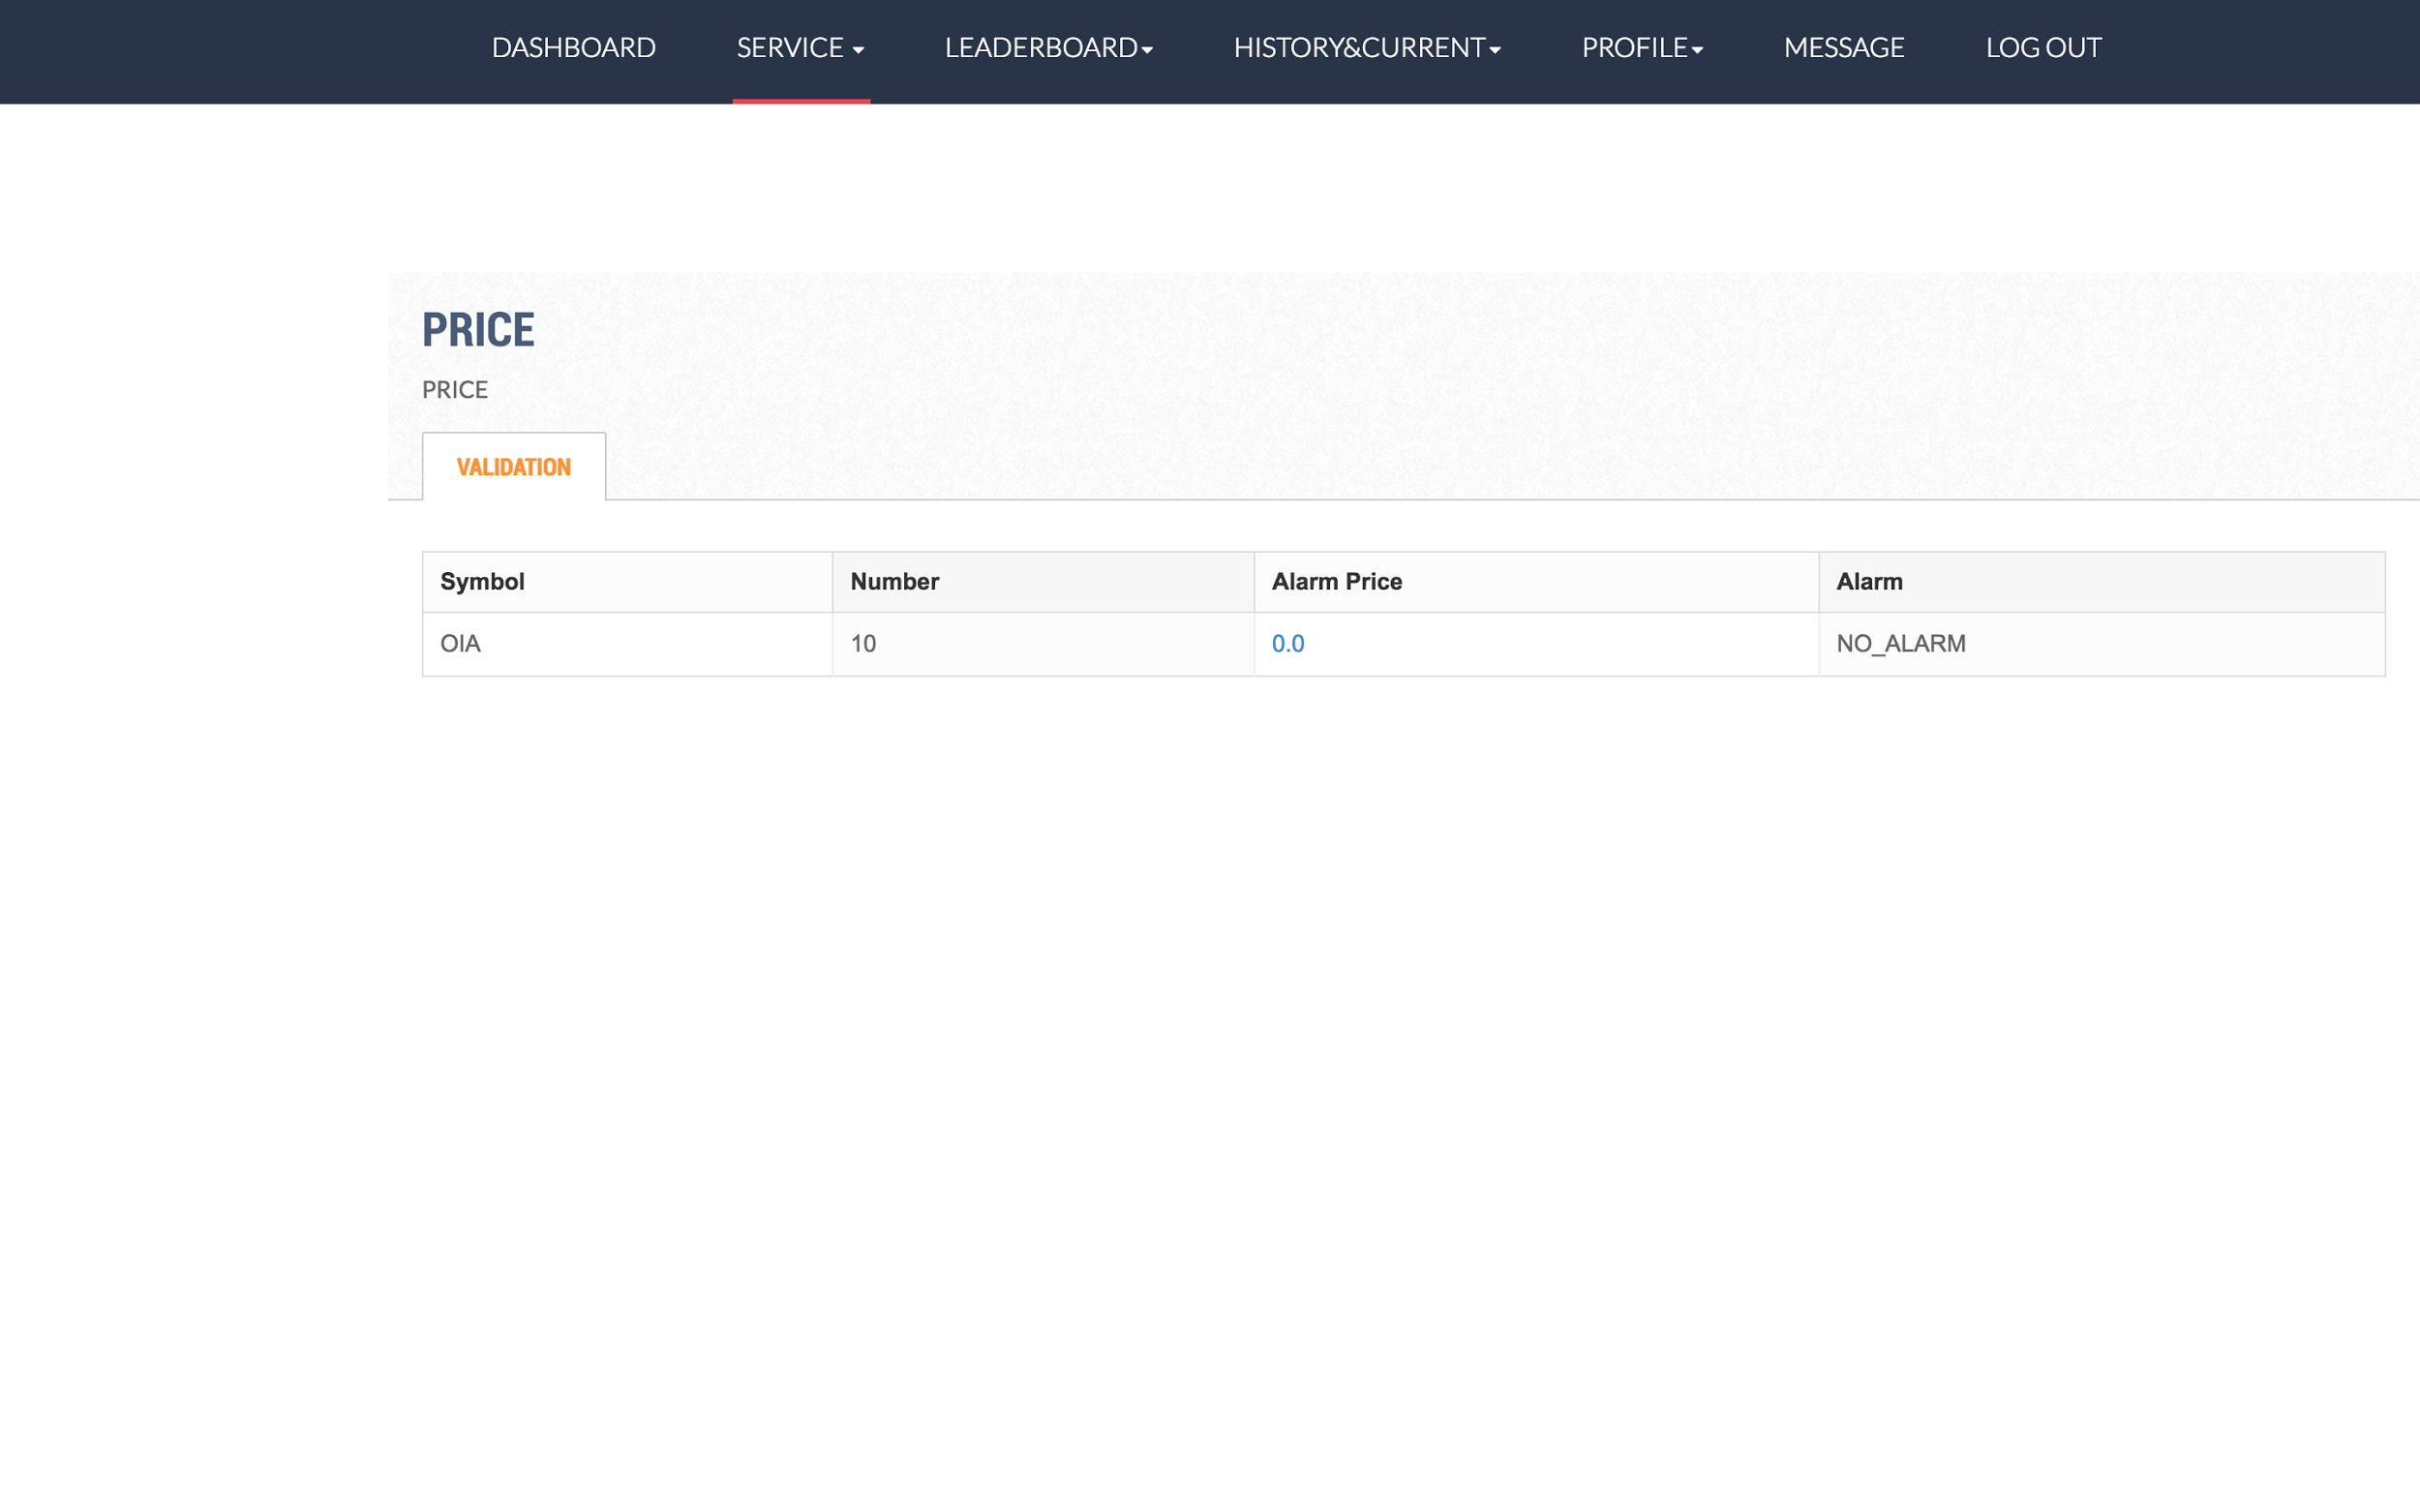 DASHBOARD SERVICE LEADERBOARD HISTORY&CURRENT PROFILE MESSAGE LOG OUT
PRICE
PRICE
VALIDATION
Symbol Number Alarm Price Alarm
OIA 10 0.0 NO_ALARM